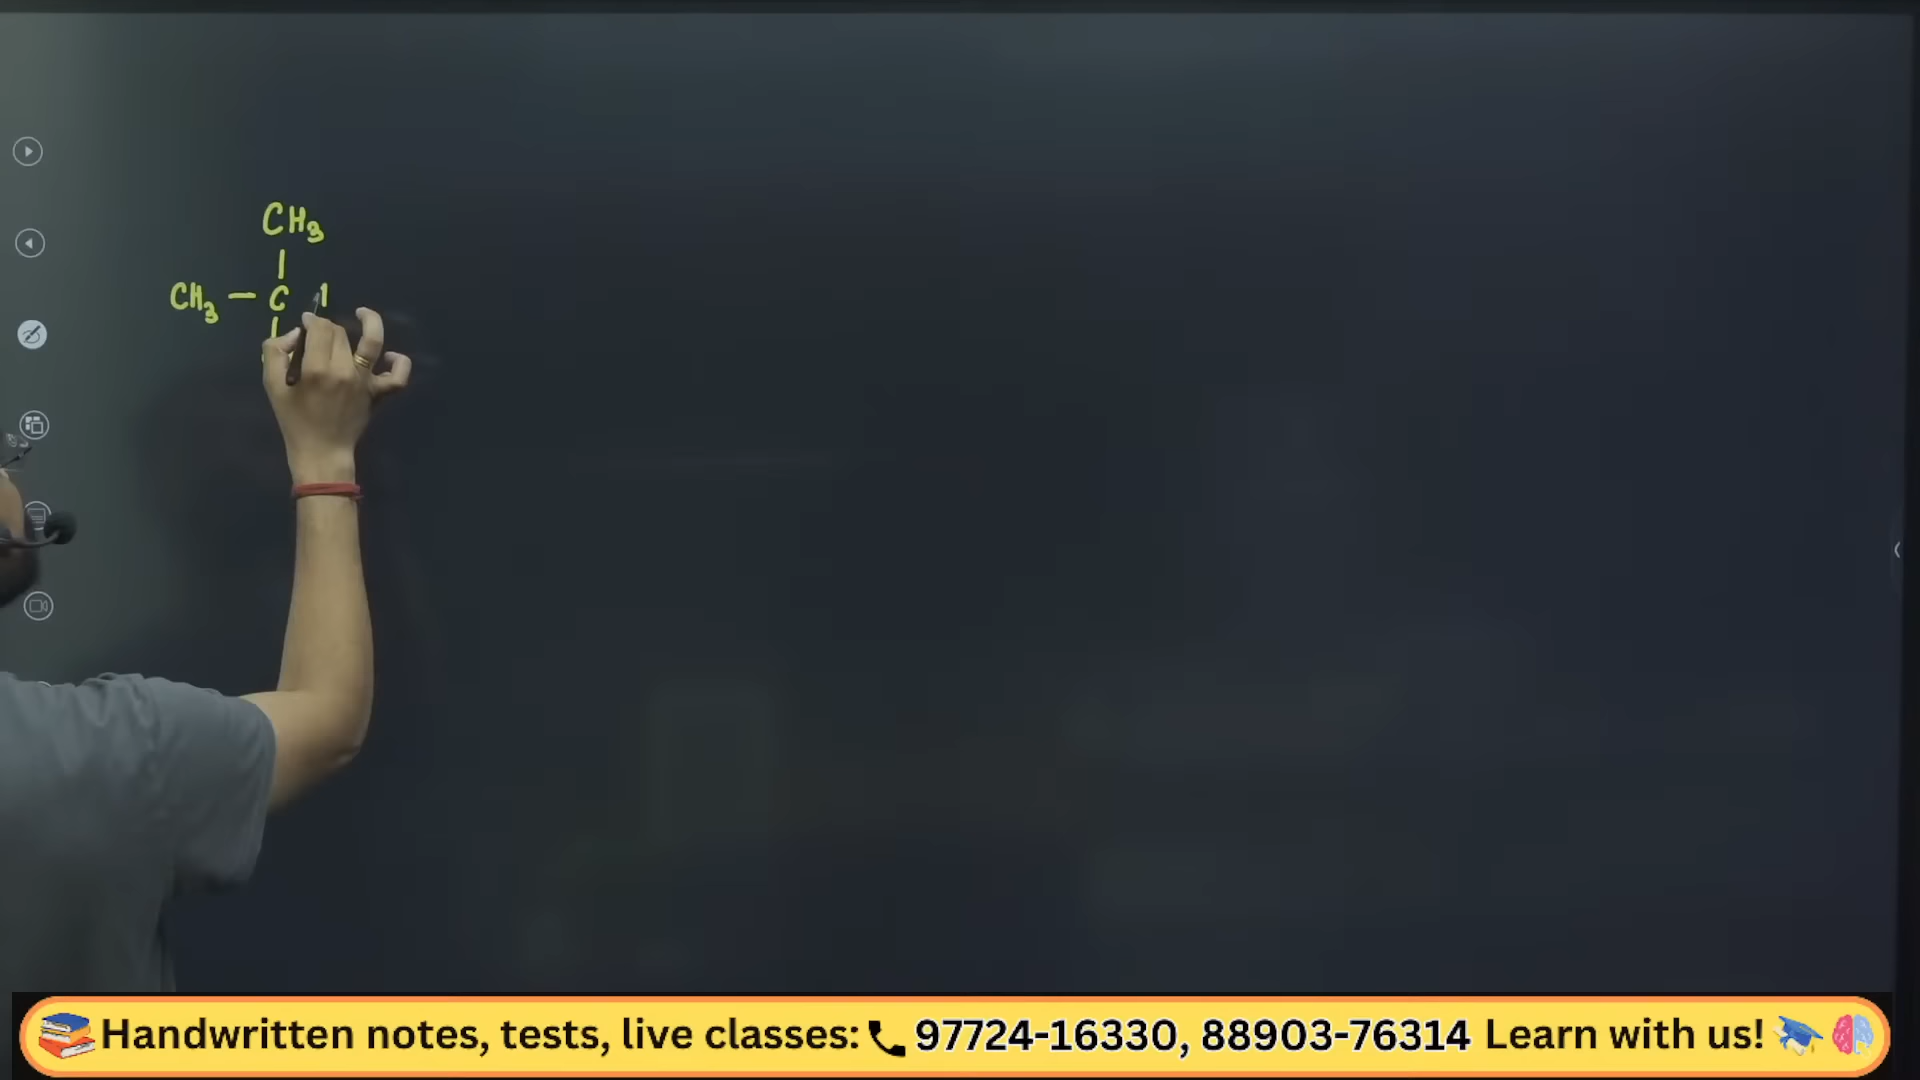 CH3
|
CH3 — C
|
Handwritten notes, tests, live classes: 97724-16330, 88903-76314 Learn with us!